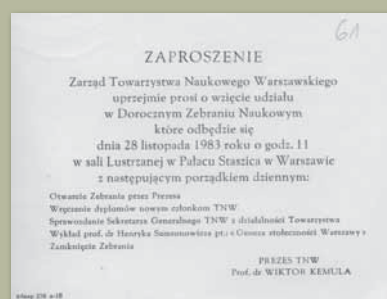 61
ZAPROSZENIE
Zarząd Towarzystwa Naukowego Warszawskiego
uprzejmie prosi o wzięcie udziału
w Dorocznym Zebraniu Naukowym
które odbędzie się
dnia 28 listopada 1983 roku o godz. 11
w sali Lustrzanej w Pałacu Staszica w Warszawie
z następującym porządkiem dziennym:
Otwarcie Zebrania przez Prezesa
Wręczenie dyplomów nowym członkom TNW
Sprawozdanie Sekretarza Generalnego TNW z działalności Towarzystwa
Wykład prof. dr Henryka Samsonowicza pt.: « Geneza stołeczności Warszawy »
Zamknięcie Zebrania
PREZES TNW
Prof. dr WIKTOR KEMULA